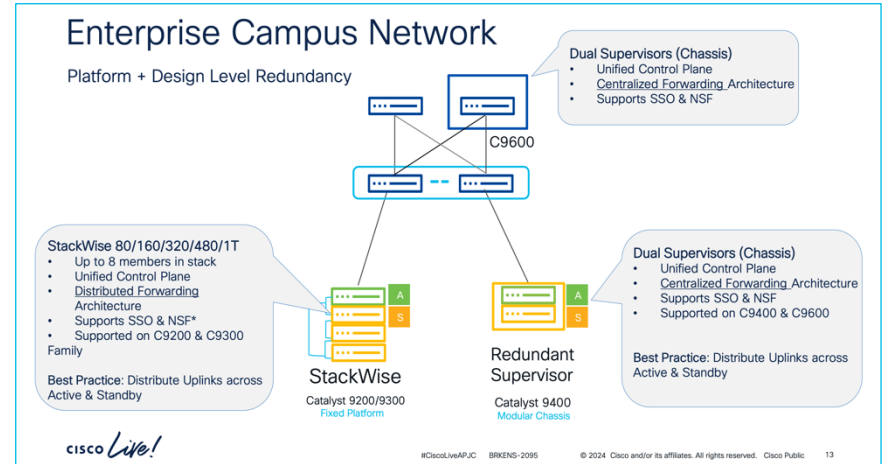 Enterprise Campus Network
Platform + Design Level Redundancy
Dual Supervisors (Chassis)
• Unified Control Plane
• Centralized Forwarding Architecture
• Supports SSO & NSF
C9600
StackWise 80/160/320/480/1T
• Up to 8 members in stack
• Unified Control Plane
• Distributed Forwarding
Architecture
• Supports SSO & NSF*
• Supported on C9200 & C9300
Family
Best Practice: Distribute Uplinks across
Active & Standby
A
S
StackWise
Catalyst 9200/9300
Fixed Platform
A
S
Redundant
Supervisor
Catalyst 9400
Modular Chassis
Dual Supervisors (Chassis)
• Unified Control Plane
• Centralized Forwarding Architecture
• Supports SSO & NSF
• Supported on C9400 & C9600
Best Practice: Distribute Uplinks across
Active & Standby
CISCO Live!
#CiscoLiveAPJC BRKENS-2095 © 2024 Cisco and/or its affiliates. All rights reserved. Cisco Public 13